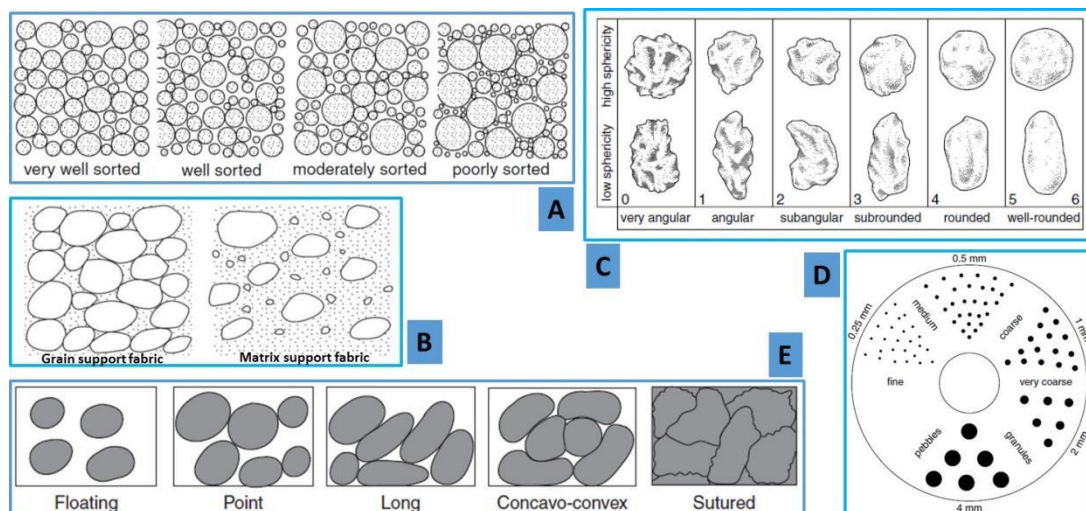 very well sorted
well sorted
moderately sorted
poorly sorted
A
Grain support fabric
Matrix support fabric
B
high sphericity
low sphericity
0
1
2
3
4
5
6
very angular
angular
subangular
subrounded
rounded
well-rounded
C
D
0.5 mm
0.25 mm
medium
coarse
1 mm
fine
very coarse
pebbles
granules
2 mm
4 mm
E
Floating
Point
Long
Concavo-convex
Sutured